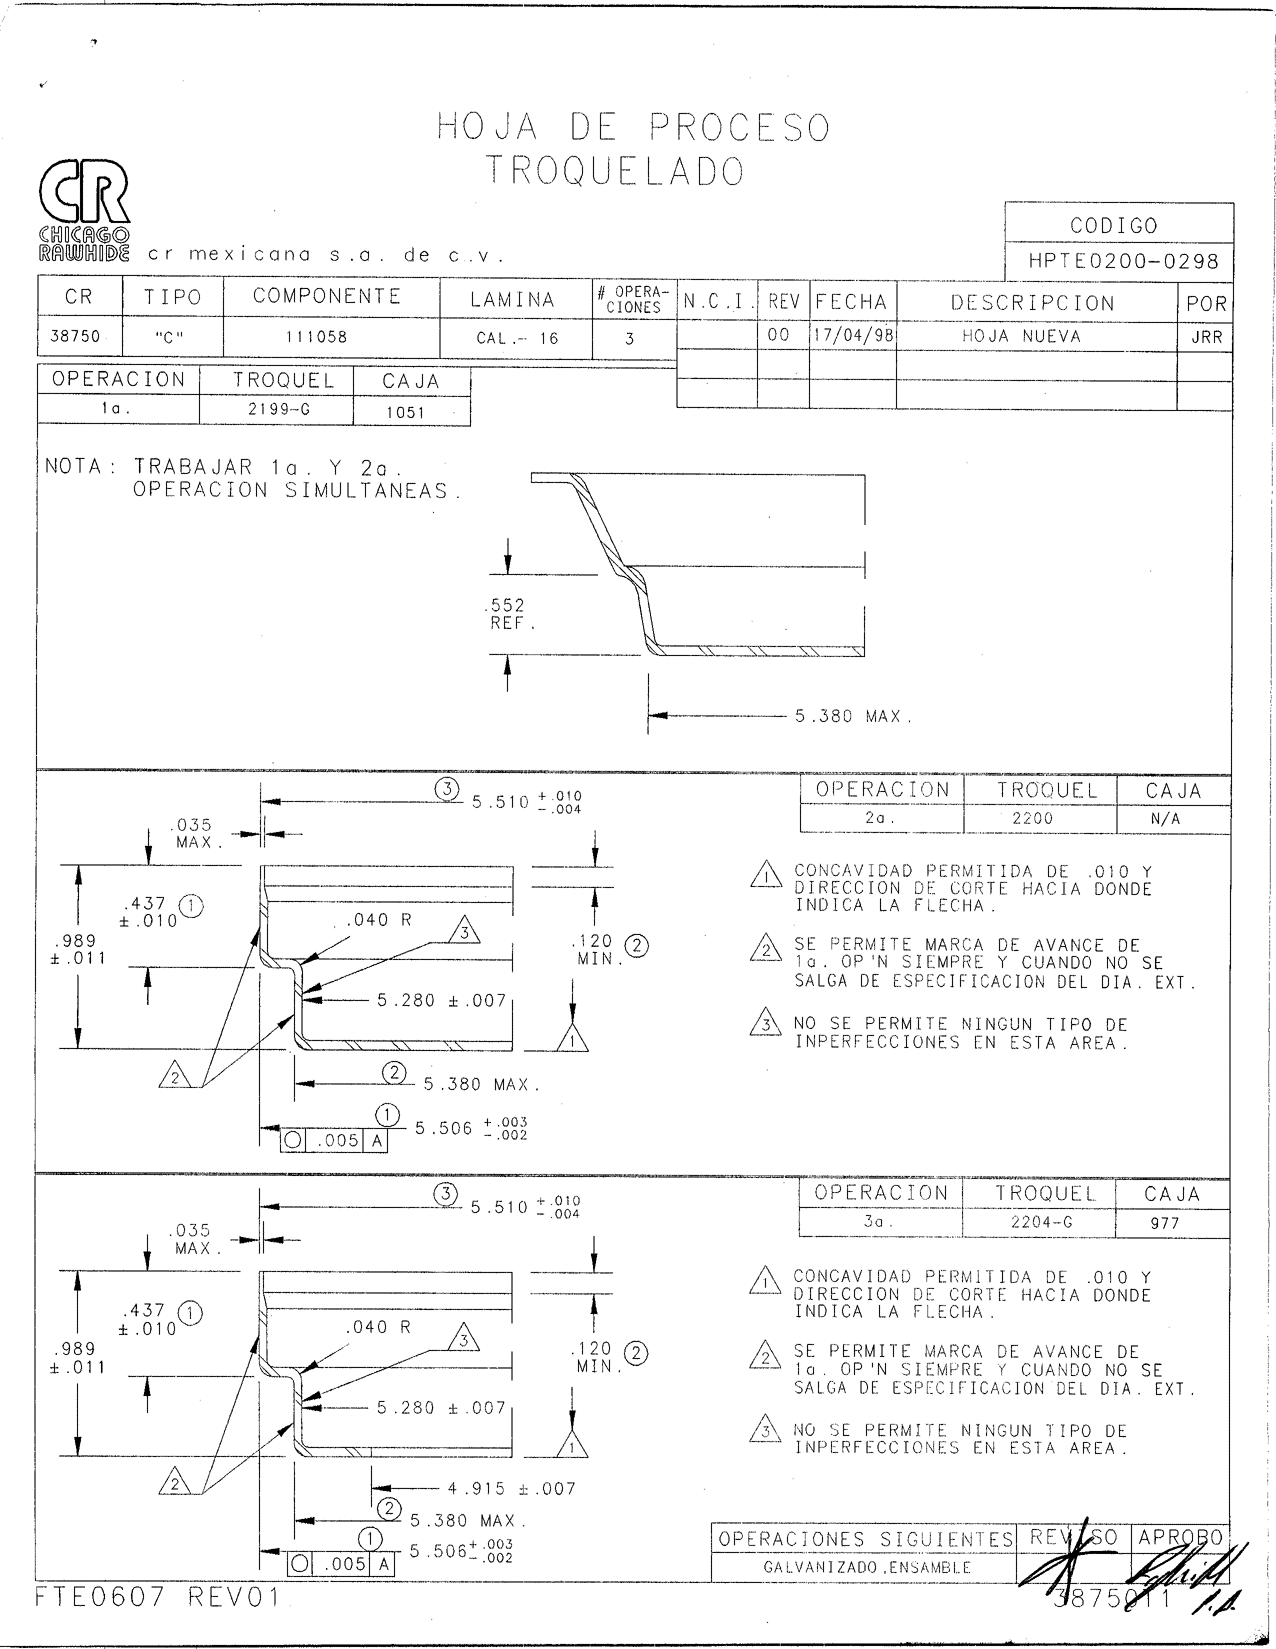 HOJA DE PROCESO
TROQUELADO
CR
CHICAGO
RAWHIDE
cr mexicana s.a. de c.v.
CODIGO
HPTE0200-0298
CR TIPO COMPONENTE LAMINA # OPERA-CIONES N.C.I. REV FECHA DESCRIPCION POR
38750 "C" 111058 CAL.- 16 3 00 17/04/98 HOJA NUEVA JRR
OPERACION TROQUEL CAJA
1a. 2199-G 1051
NOTA: TRABAJAR 1a. Y 2a.
OPERACION SIMULTANEAS.
.552
REF.
5.380 MAX.
OPERACION TROQUEL CAJA
2a. 2200 N/A
3 5.510 +.010 -.004
.035
MAX.
.437 1
±.010
.989
±.011
.040 R
3
.120 2
MIN.
5.280 ±.007
1
2
2 5.380 MAX.
1 5.506 +.003 -.002
○ .005 A
1 CONCAVIDAD PERMITIDA DE .010 Y
DIRECCION DE CORTE HACIA DONDE
INDICA LA FLECHA.
2 SE PERMITE MARCA DE AVANCE DE
1a. OP'N SIEMPRE Y CUANDO NO SE
SALGA DE ESPECIFICACION DEL DIA. EXT.
3 NO SE PERMITE NINGUN TIPO DE
INPERFECCIONES EN ESTA AREA.
OPERACION TROQUEL CAJA
3a. 2204-G 977
3 5.510 +.010 -.004
.035
MAX.
.437 1
±.010
.989
±.011
.040 R
3
.120 2
MIN.
5.280 ±.007
1
2
4.915 ±.007
2 5.380 MAX.
1 5.506 +.003 -.002
○ .005 A
1 CONCAVIDAD PERMITIDA DE .010 Y
DIRECCION DE CORTE HACIA DONDE
INDICA LA FLECHA.
2 SE PERMITE MARCA DE AVANCE DE
1a. OP'N SIEMPRE Y CUANDO NO SE
SALGA DE ESPECIFICACION DEL DIA. EXT.
3 NO SE PERMITE NINGUN TIPO DE
INPERFECCIONES EN ESTA AREA.
OPERACIONES SIGUIENTES REVISO APROBO
GALVANIZADO,ENSAMBLE
FTE0607 REV01
3875011